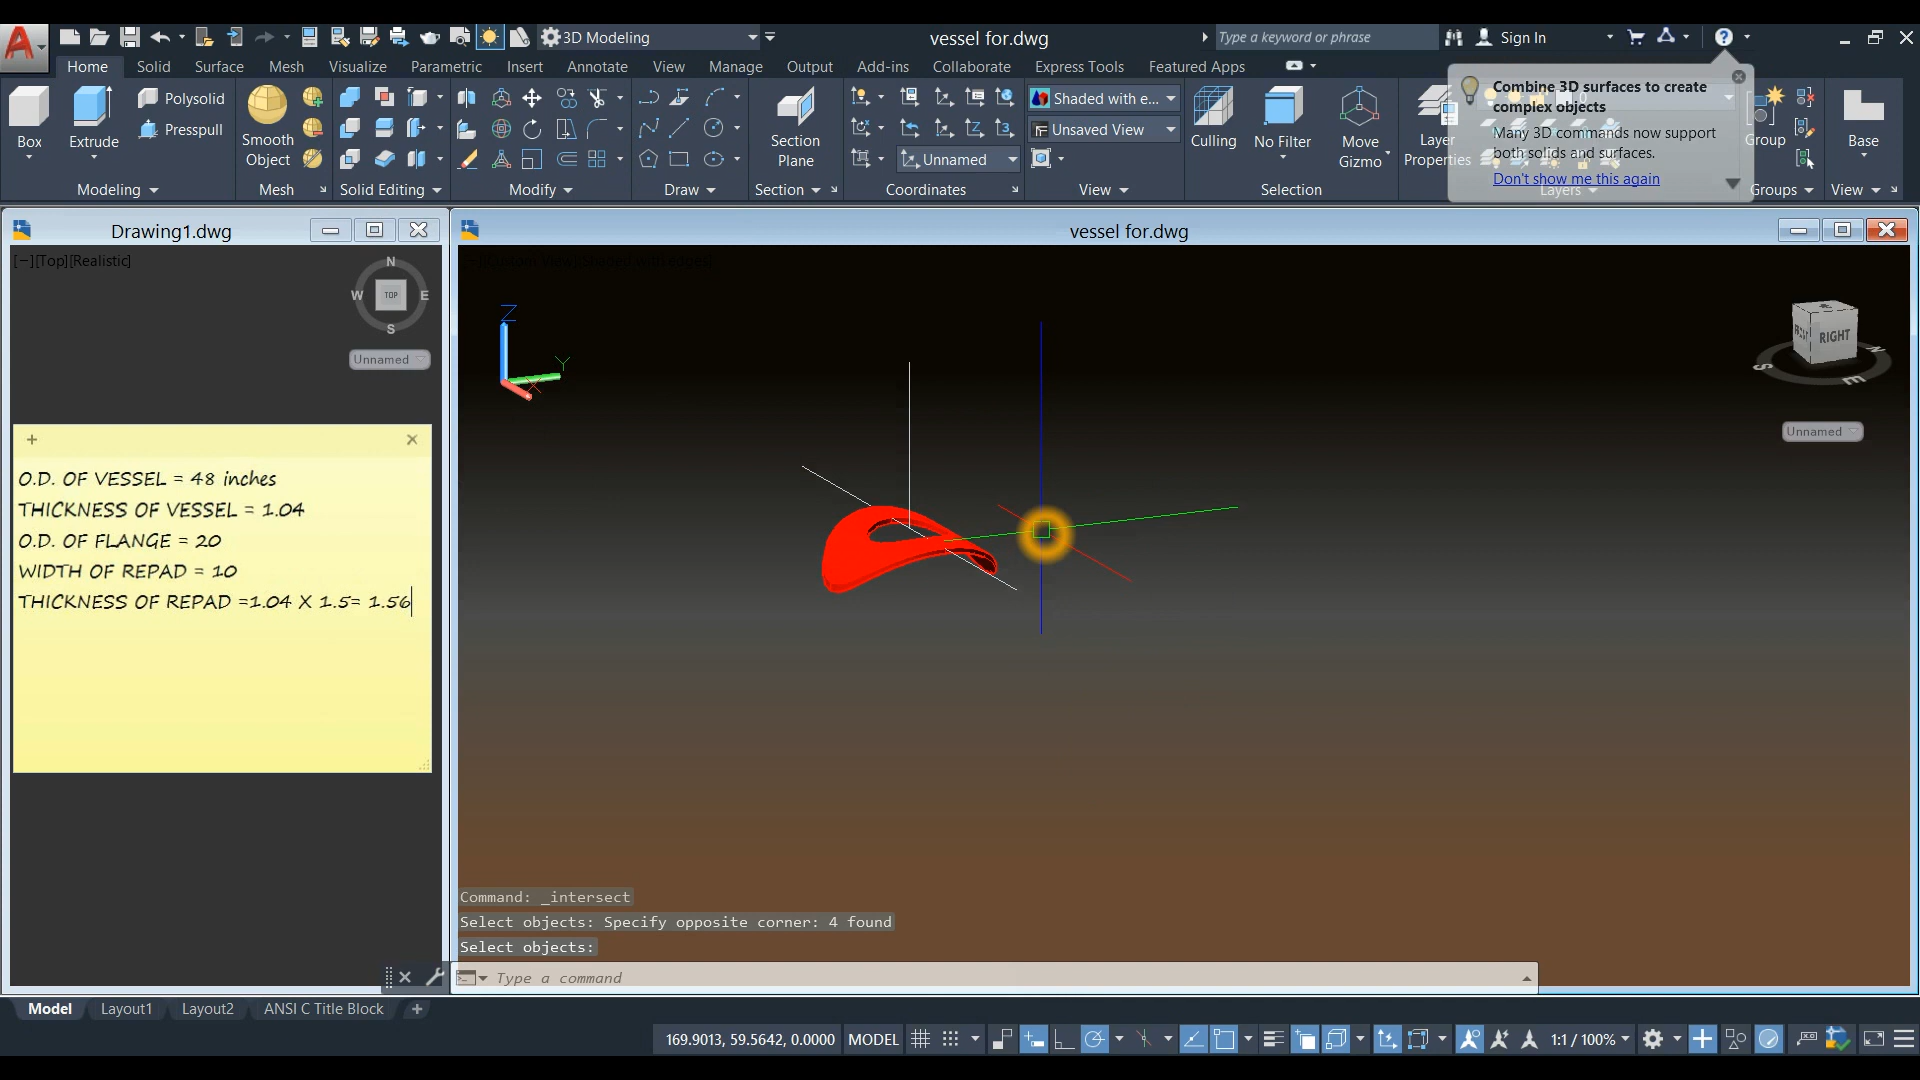 3D Modeling
vessel for.dwg
Type a keyword or phrase
Sign In
Home Solid Surface Mesh Visualize Parametric Insert Annotate View Manage Output Add-ins Collaborate Express Tools Featured Apps
Box
Extrude
Polysolid
Presspull
Smooth
Object
Section
Plane
Shaded with e...
Unsaved View
Unnamed
Culling
No Filter
Move
Gizmo
Layer
Properties
Group
Base
Combine 3D surfaces to create
complex objects
Many 3D commands now support
both solids and surfaces.
Don't show me this again
Modeling Mesh Solid Editing Modify Draw Section Coordinates View Selection Layers Groups View
Drawing1.dwg
[−][Top][Realistic]
N
W TOP E
S
Unnamed
O.D. OF VESSEL = 48 inches
THICKNESS OF VESSEL = 1.04
O.D. OF FLANGE = 20
WIDTH OF REPAD = 10
THICKNESS OF REPAD =1.04 X 1.5= 1.56
vessel for.dwg
Z
Y
X
RIGHT
S
E
N
Unnamed
Command: _intersect
Select objects: Specify opposite corner: 4 found
Select objects:
Type a command
Model Layout1 Layout2 ANSI C Title Block
169.9013, 59.5642, 0.0000 MODEL 1:1 / 100%